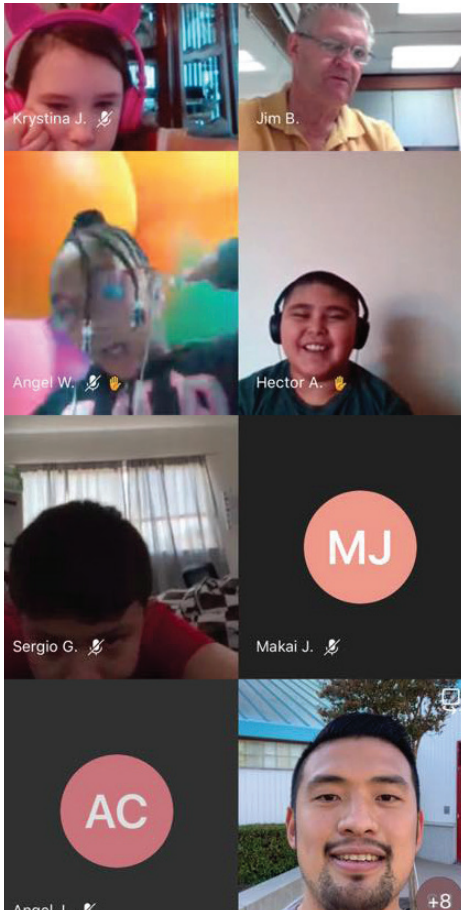 Krystina J.
Jim B.
Angel W.
Hector A.
Sergio G.
MJ
Makai J.
AC
+8